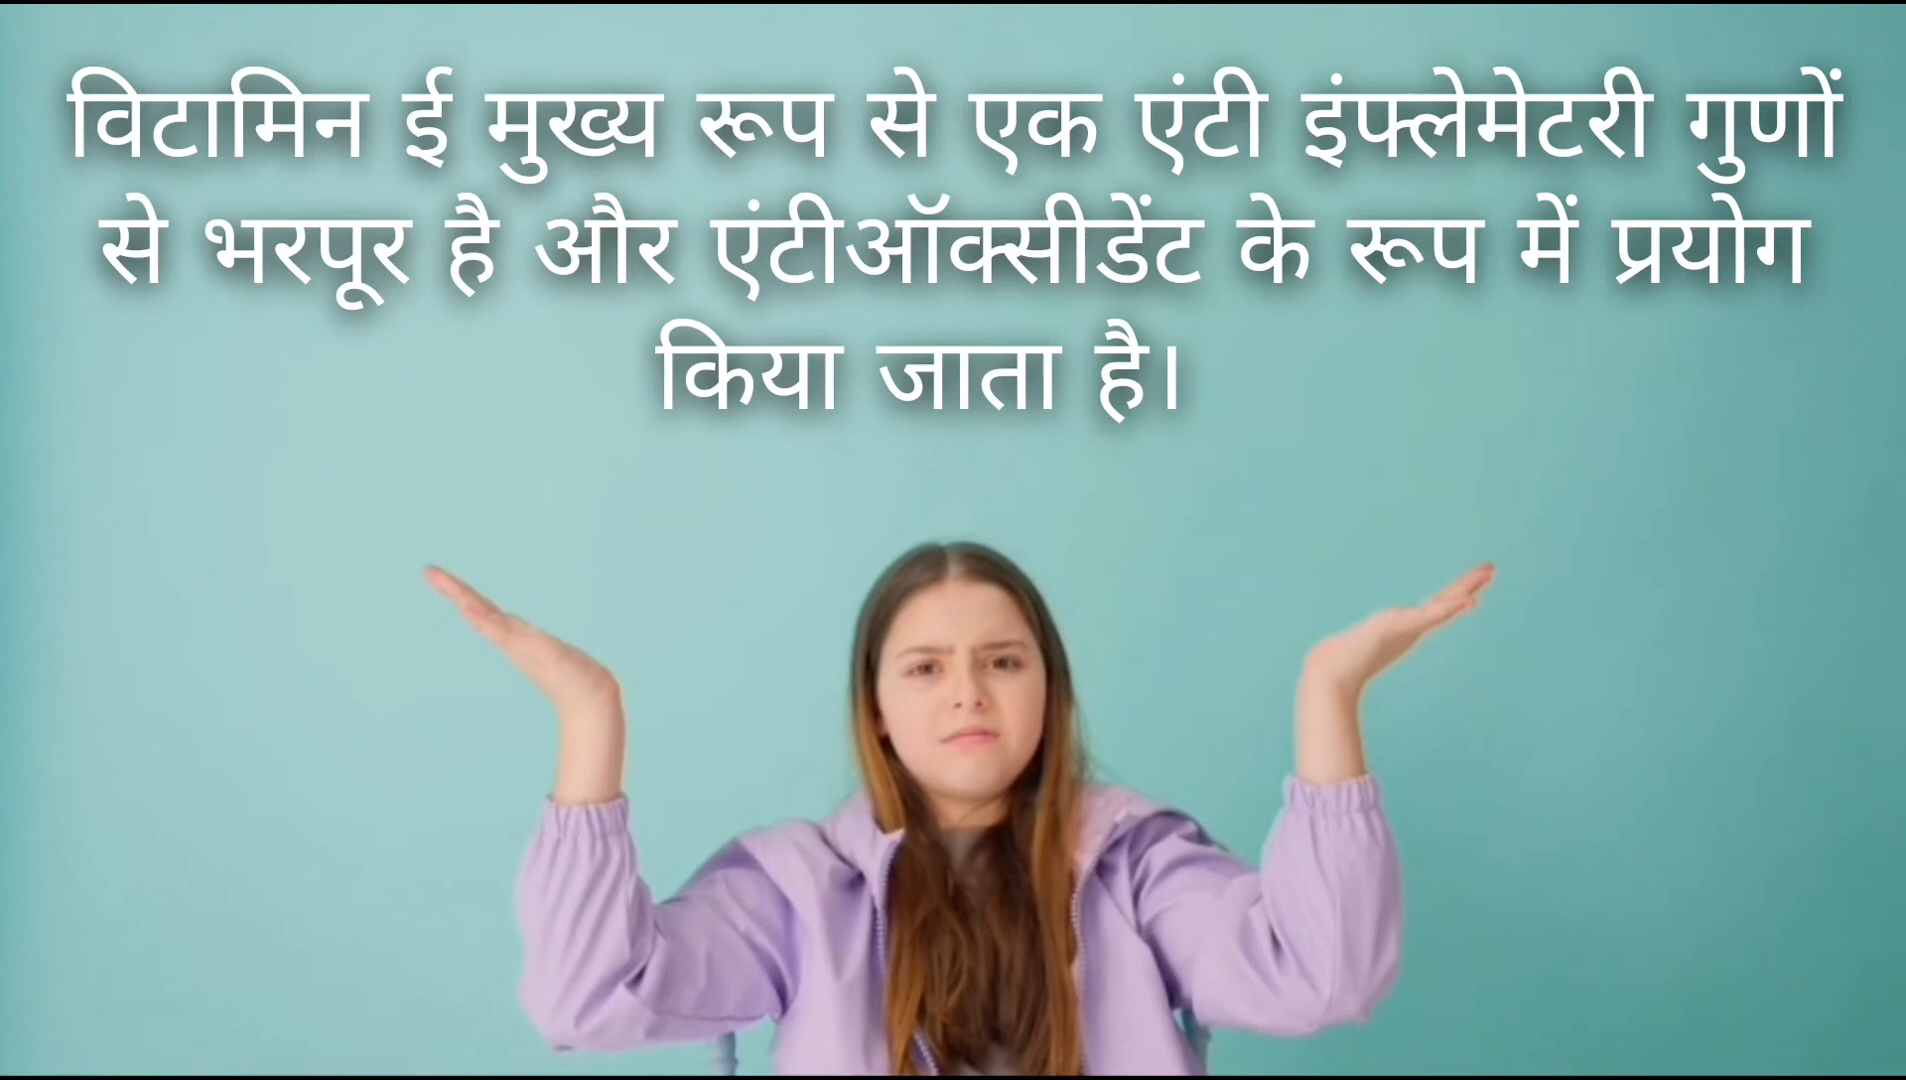 विटामिन ई मुख्य रूप से एक एंटी इंफ्लेमेटरी गुणों
से भरपूर है और एंटीऑक्सीडेंट के रूप में प्रयोग
किया जाता है।